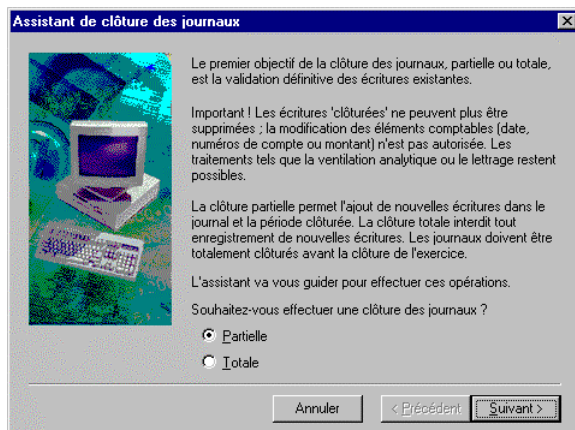 Assistant de clôture des journaux
Le premier objectif de la clôture des journaux, partielle ou totale,
est la validation définitive des écritures existantes.
Important ! Les écritures 'clôturées' ne peuvent plus être
supprimées ; la modification des éléments comptables (date,
numéros de compte ou montant) n'est pas autorisée. Les
traitements tels que la ventilation analytique ou le lettrage restent
possibles.
La clôture partielle permet l'ajout de nouvelles écritures dans le
journal et la période clôturée. La clôture totale interdit tout
enregistrement de nouvelles écritures. Les journaux doivent être
totalement clôturés avant la clôture de l'exercice.
L'assistant va vous guider pour effectuer ces opérations.
Souhaitez-vous effectuer une clôture des journaux ?
Partielle
Totale
Annuler
< Précédent
Suivant >